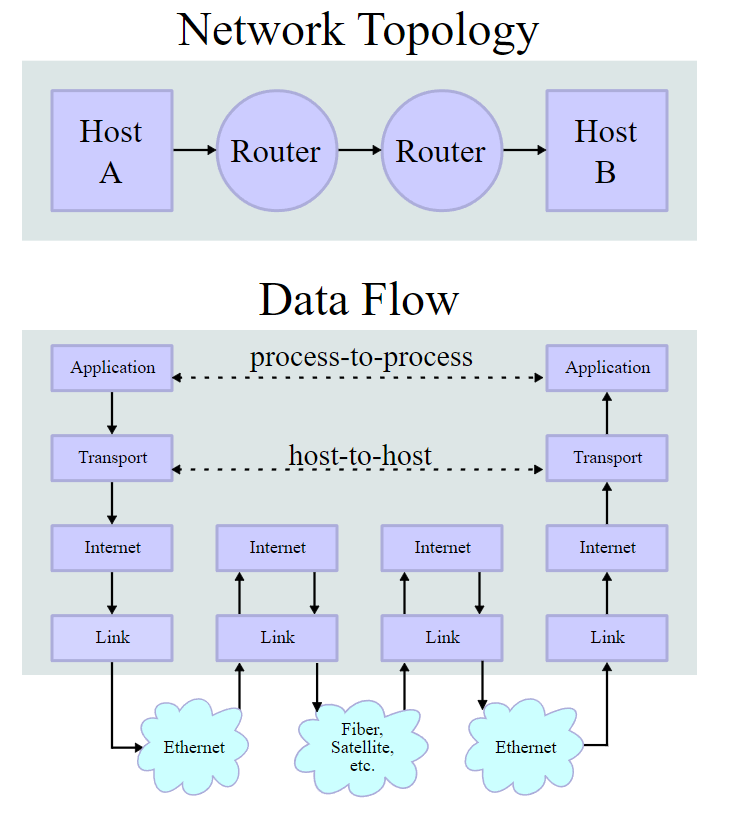 Network Topology
Host
A
Router
Router
Host
B
Data Flow
Application
process-to-process
Application
Transport
host-to-host
Transport
Internet
Internet
Internet
Internet
Link
Link
Link
Link
Ethernet
Fiber,
Satellite,
etc.
Ethernet